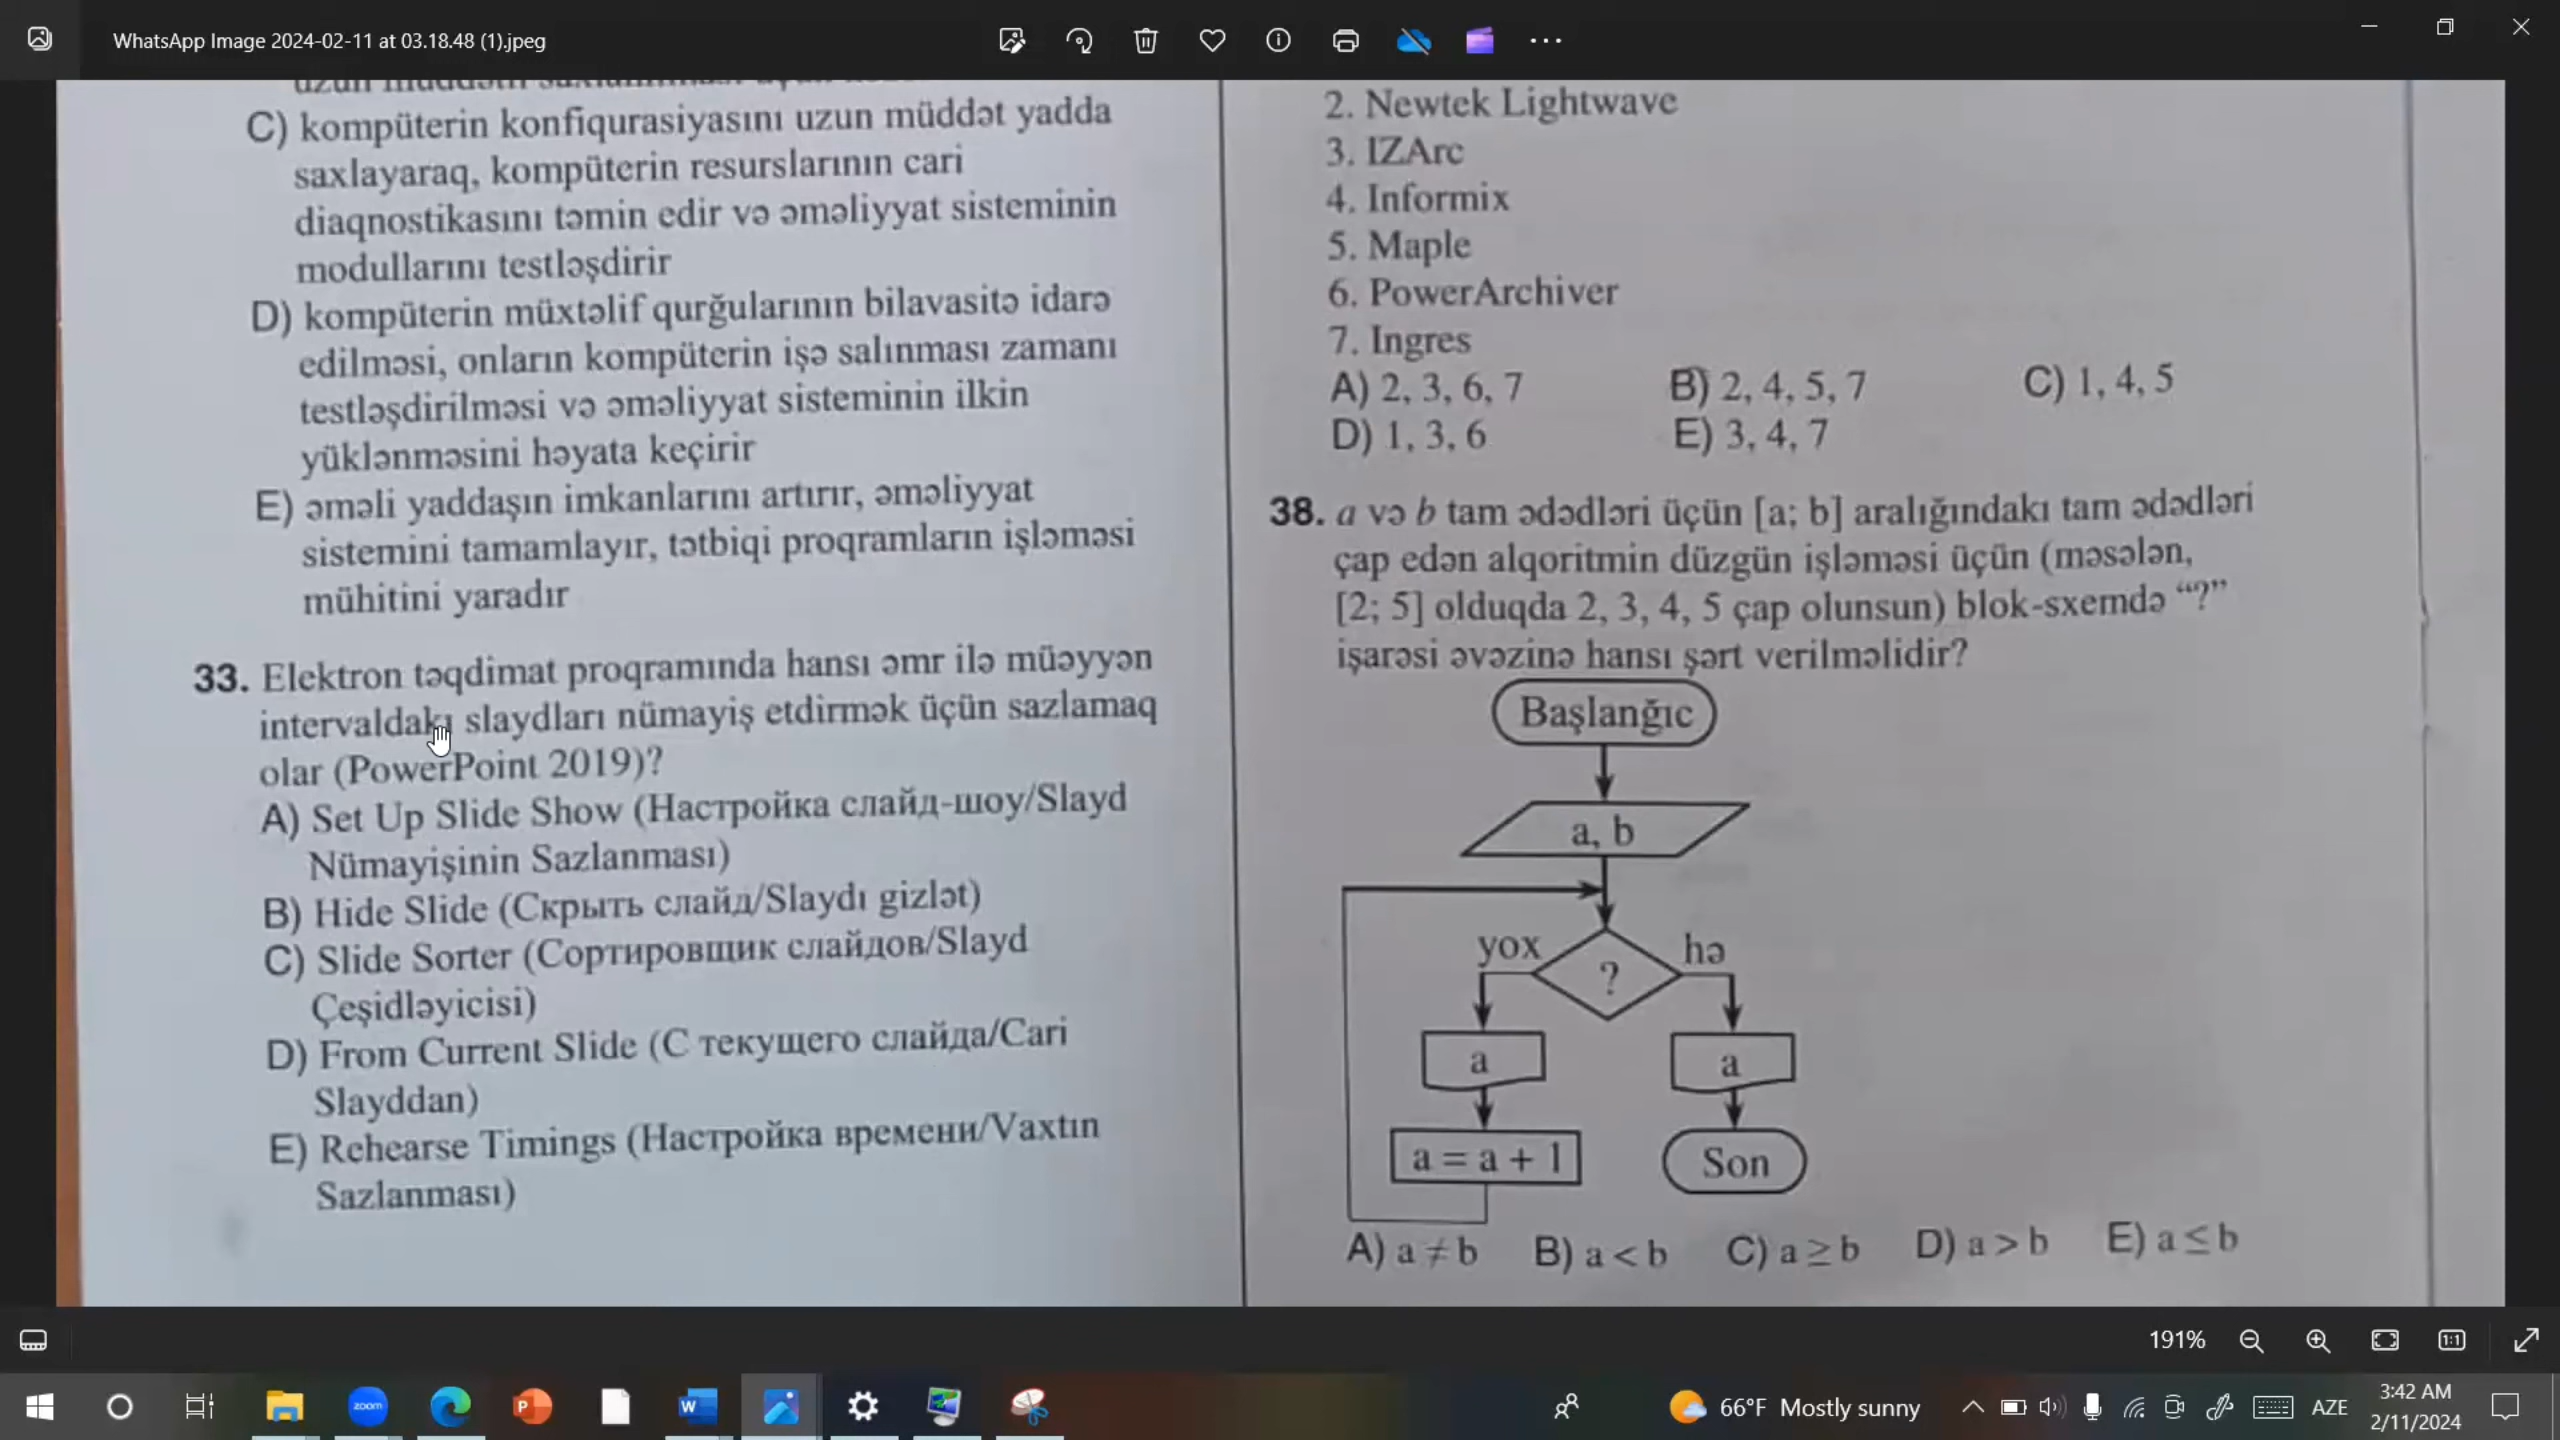 WhatsApp Image 2024-02-11 at 03.18.48 (1).jpeg
C) kompüterin konfiqurasiyasını uzun müddət yadda
saxlayaraq, kompüterin resurslarının cari
diaqnostikasını təmin edir və əməliyyat sisteminin
modullarını testləşdirir
D) kompüterin müxtəlif qurğularının bilavasitə idarə
edilməsi, onların kompüterin işə salınması zamanı
testləşdirilməsi və əməliyyat sisteminin ilkin
yüklənməsini həyata keçirir
E) əməli yaddaşın imkanlarını artırır, əməliyyat
sistemini tamamlayır, tətbiqi proqramların işləməsi
mühitini yaradır
33. Elektron təqdimat proqramında hansı əmr ilə müəyyən
intervaldakı slaydları nümayiş etdirmək üçün sazlamaq
olar (PowerPoint 2019)?
A) Set Up Slide Show (Настройка слайд-шоу/Slayd
Nümayişinin Sazlanması)
B) Hide Slide (Скрыть слайд/Slaydı gizlət)
C) Slide Sorter (Сортировщик слайдов/Slayd
Çeşidləyicisi)
D) From Current Slide (С текущего слайда/Cari
Slayddan)
E) Rehearse Timings (Настройка времени/Vaxtın
Sazlanması)
2. Newtek Lightwave
3. IZArc
4. Informix
5. Maple
6. PowerArchiver
7. Ingres
A) 2, 3, 6, 7 B) 2, 4, 5, 7 C) 1, 4, 5
D) 1, 3, 6 E) 3, 4, 7
38. a və b tam ədədləri üçün [a; b] aralığındakı tam ədədləri
çap edən alqoritmin düzgün işləməsi üçün (məsələn,
[2; 5] olduqda 2, 3, 4, 5 çap olunsun) blok-sxemdə “?”
işarəsi əvəzinə hansı şərt verilməlidir?
Başlanğıc
a, b
yox ? hə
a a
a = a + 1 Son
A) a ≠ b B) a < b C) a ≥ b D) a > b E) a ≤ b
191%
1:1
zoom
66°F Mostly sunny
AZE
3:42 AM
2/11/2024